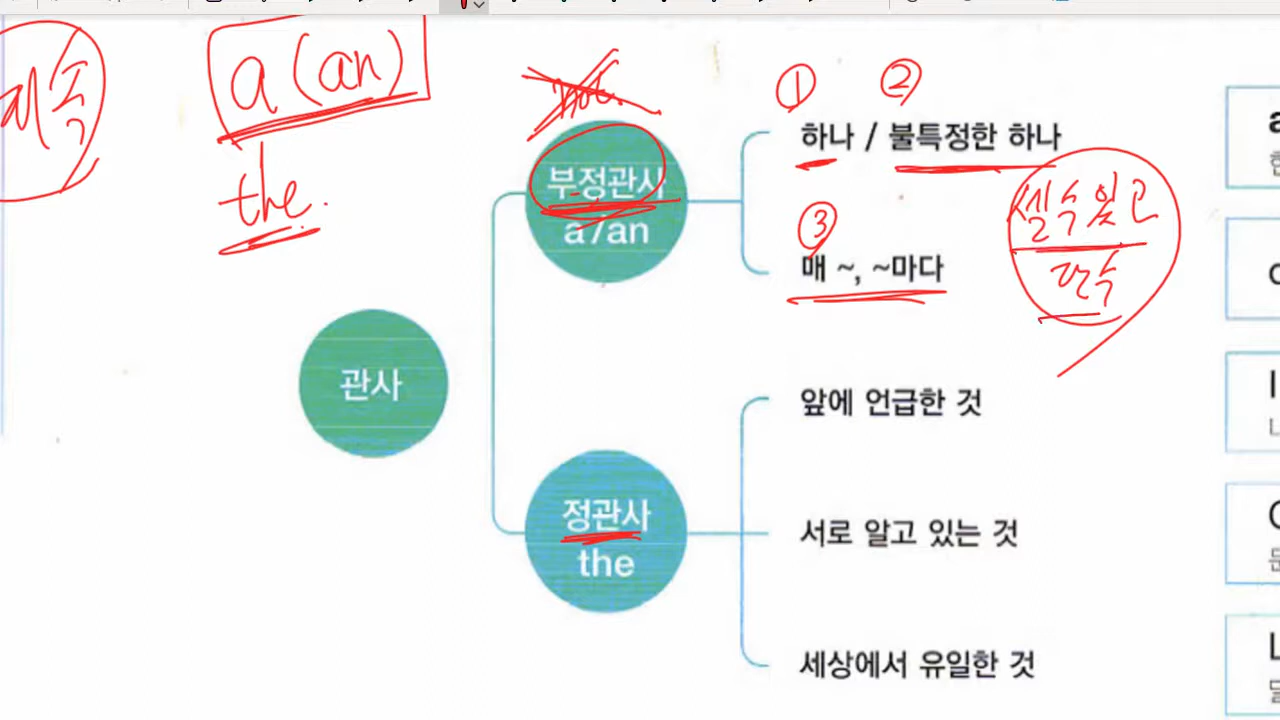 a (an)
the.
not.
① ②
하나 / 불특정한 하나
부정관사
a / an
셀 수 있고
단수
③
매 ~, ~마다
관사
앞에 언급한 것
정관사
the
서로 알고 있는 것
세상에서 유일한 것